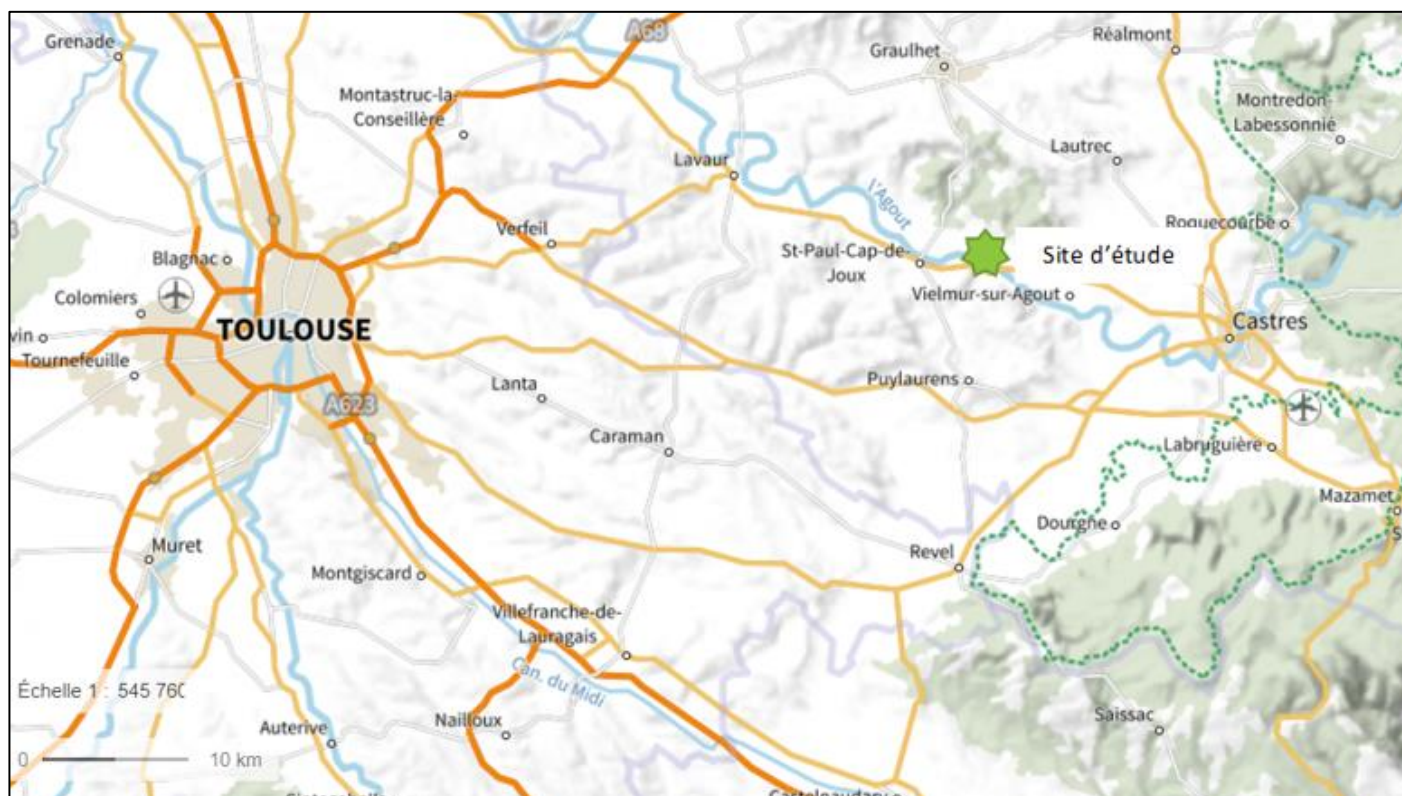 A68
Grenade
Réalmont
Graulhet
Montastruc-la-
Conseillère
Montredon-
Labessonnié
Lautrec
Lavaur
l'Agout
Roquecourbe
Verfeil
St-Paul-Cap-de-
Joux
Site d'étude
Blagnac
Colomiers
Vielmur-sur-Agout
TOULOUSE
Castres
vin
Tournefeuille
Puylaurens
Lanta
A623
Caraman
Labruguière
Mazamet
Dourgne
Muret
Revel
Montgiscard
Villefranche-de-
Lauragais
Can. du Midi
Échelle 1 : 545 760
Saissac
Auterive
Nailloux
0 10 km
Castelnaudary